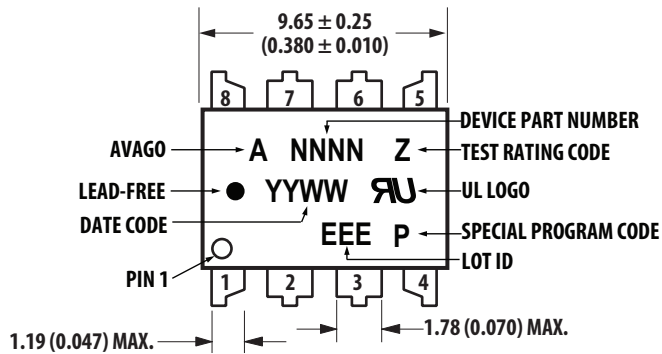 9.65 ± 0.25
(0.380 ± 0.010)
8 7 6 5
DEVICE PART NUMBER
AVAGO A NNNN Z TEST RATING CODE
LEAD-FREE YYWW UL LOGO
DATE CODE
EEE P SPECIAL PROGRAM CODE
LOT ID
PIN 1
1 2 3 4
1.19 (0.047) MAX. 1.78 (0.070) MAX.